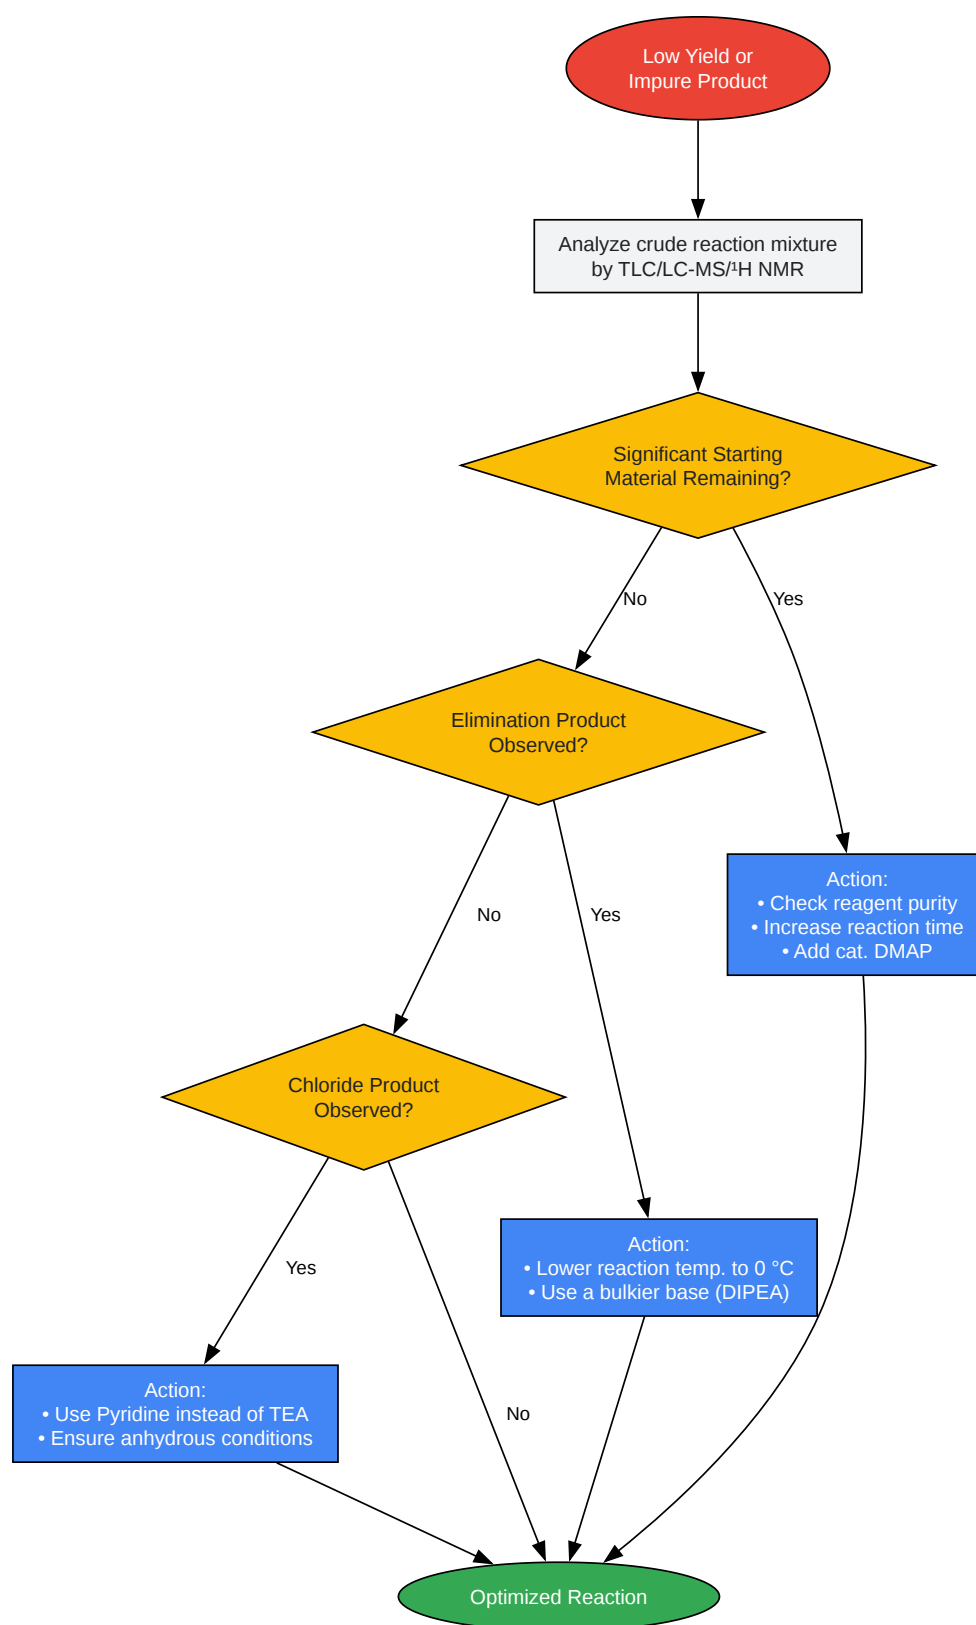 Low Yield or
Impure Product
Analyze crude reaction mixture
by TLC/LC-MS/¹H NMR
Significant Starting
Material Remaining?
No
Yes
Elimination Product
Observed?
Action:
• Check reagent purity
• Increase reaction time
• Add cat. DMAP
No
Yes
Chloride Product
Observed?
Action:
• Lower reaction temp. to 0 °C
• Use a bulkier base (DIPEA)
Yes
No
Action:
• Use Pyridine instead of TEA
• Ensure anhydrous conditions
Optimized Reaction